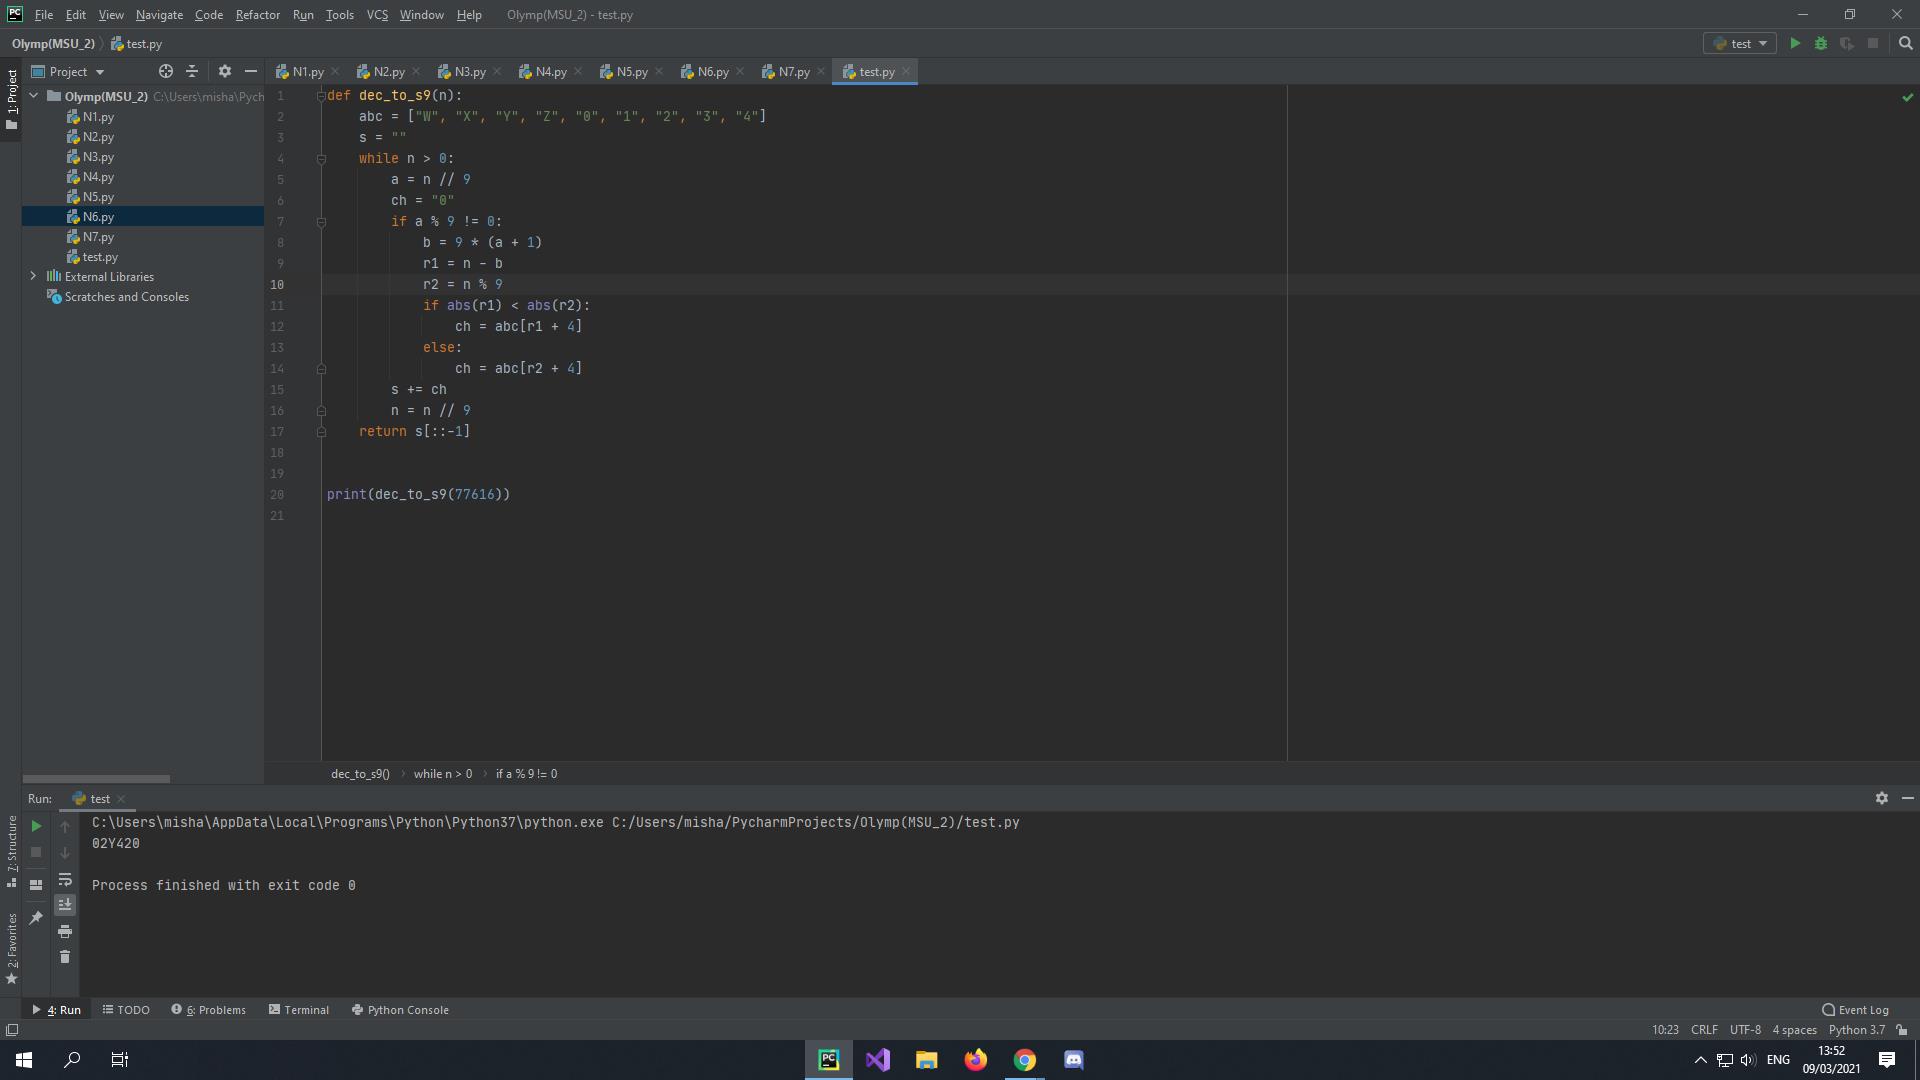 File Edit View Navigate Code Refactor Run Tools VCS Window Help Olymp(MSU_2) - test.py
Olymp(MSU_2) test.py test
1: Project
Project N1.py N2.py N3.py N4.py N5.py N6.py N7.py test.py
Olymp(MSU_2) C:\Users\misha\Pych
N1.py
N2.py
N3.py
N4.py
N5.py
N6.py
N7.py
test.py
External Libraries
Scratches and Consoles
1 def dec_to_s9(n):
2 abc = ["W", "X", "Y", "Z", "0", "1", "2", "3", "4"]
3 s = ""
4 while n > 0:
5 a = n // 9
6 ch = "0"
7 if a % 9 != 0:
8 b = 9 * (a + 1)
9 r1 = n - b
10 r2 = n % 9
11 if abs(r1) < abs(r2):
12 ch = abc[r1 + 4]
13 else:
14 ch = abc[r2 + 4]
15 s += ch
16 n = n // 9
17 return s[::-1]
18
19
20 print(dec_to_s9(77616))
21
dec_to_s9() while n > 0 if a % 9 != 0
Run: test
C:\Users\misha\AppData\Local\Programs\Python\Python37\python.exe C:/Users/misha/PycharmProjects/Olymp(MSU_2)/test.py
02Y420
Process finished with exit code 0
7: Structure
2: Favorites
4: Run TODO 6: Problems Terminal Python Console Event Log
10:23 CRLF UTF-8 4 spaces Python 3.7
ENG 13:52
09/03/2021